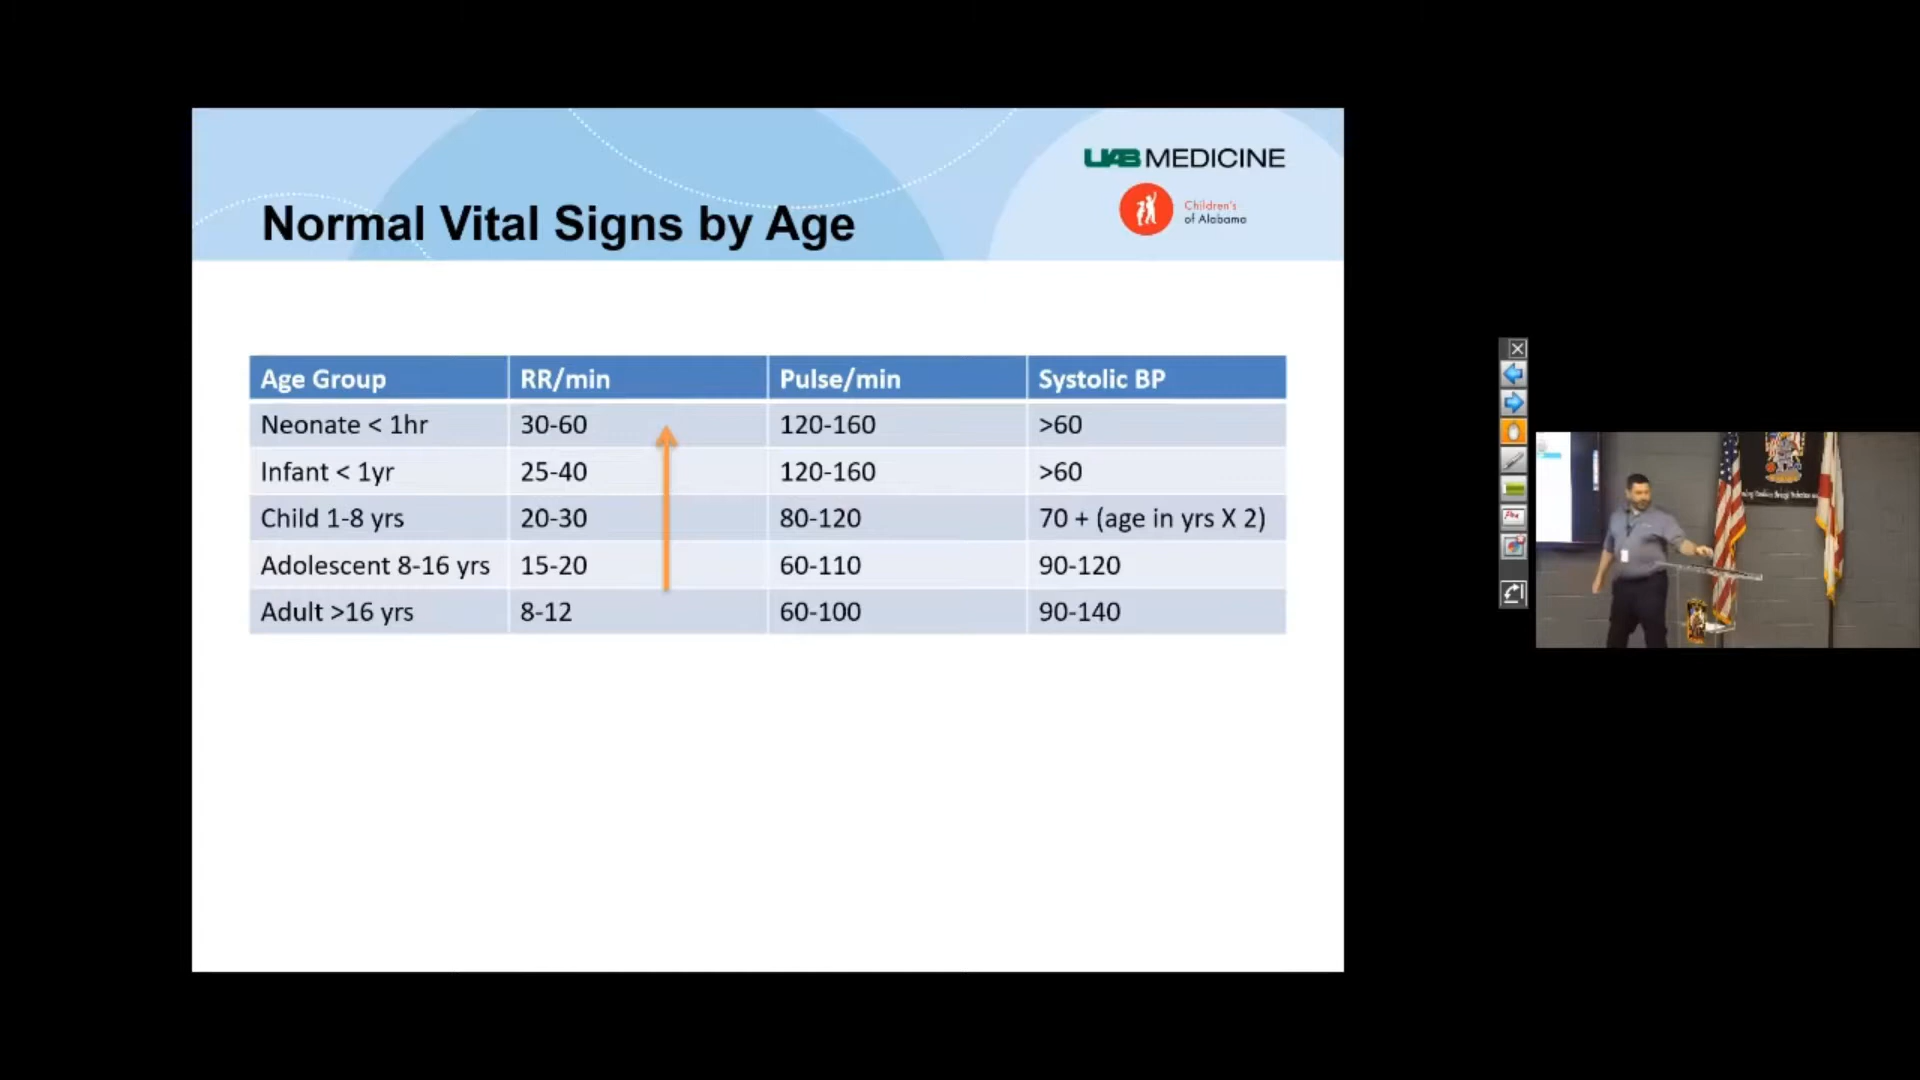 UAB MEDICINE
Children's
of Alabama
Normal Vital Signs by Age
Age Group RR/min Pulse/min Systolic BP
Neonate < 1hr 30-60 120-160 >60
Infant < 1yr 25-40 120-160 >60
Child 1-8 yrs 20-30 80-120 70 + (age in yrs X 2)
Adolescent 8-16 yrs 15-20 60-110 90-120
Adult >16 yrs 8-12 60-100 90-140